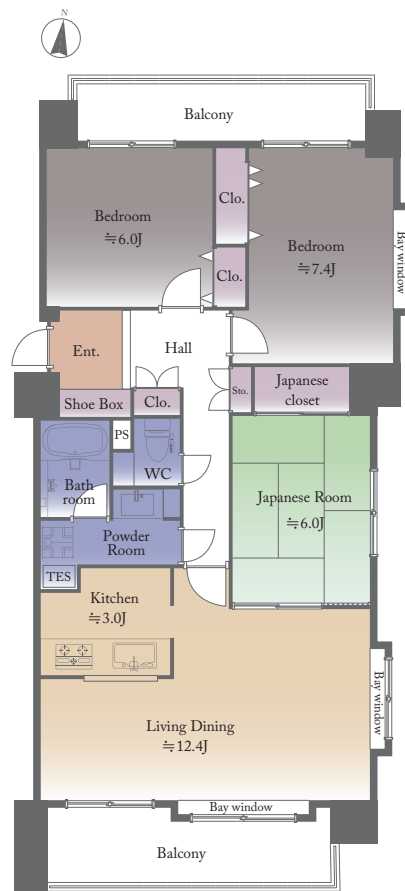 N
Balcony
Bedroom
≒6.0J
Clo.
Clo.
Bedroom
≒7.4J
Bay window
Ent.
Hall
Shoe Box
Clo.
Sto.
Japanese
closet
PS
WC
Bath
room
Japanese Room
≒6.0J
Powder
Room
TES
Kitchen
≒3.0J
Living Dining
≒12.4J
Bay window
Bay window
Balcony